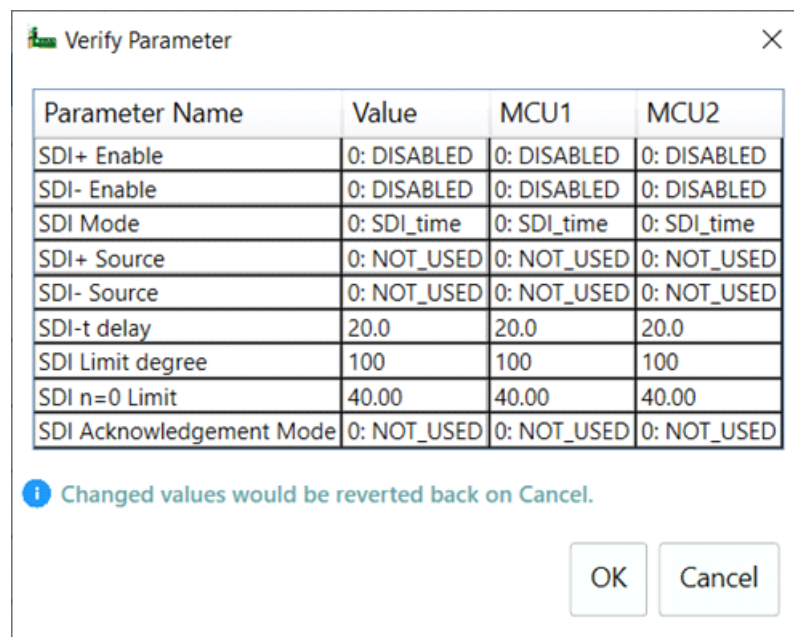 Verify Parameter
Parameter Name Value MCU1 MCU2
SDI+ Enable 0: DISABLED 0: DISABLED 0: DISABLED
SDI- Enable 0: DISABLED 0: DISABLED 0: DISABLED
SDI Mode 0: SDI_time 0: SDI_time 0: SDI_time
SDI+ Source 0: NOT_USED 0: NOT_USED 0: NOT_USED
SDI- Source 0: NOT_USED 0: NOT_USED 0: NOT_USED
SDI-t delay 20.0 20.0 20.0
SDI Limit degree 100 100 100
SDI n=0 Limit 40.00 40.00 40.00
SDI Acknowledgement Mode 0: NOT_USED 0: NOT_USED 0: NOT_USED
Changed values would be reverted back on Cancel.
OK Cancel